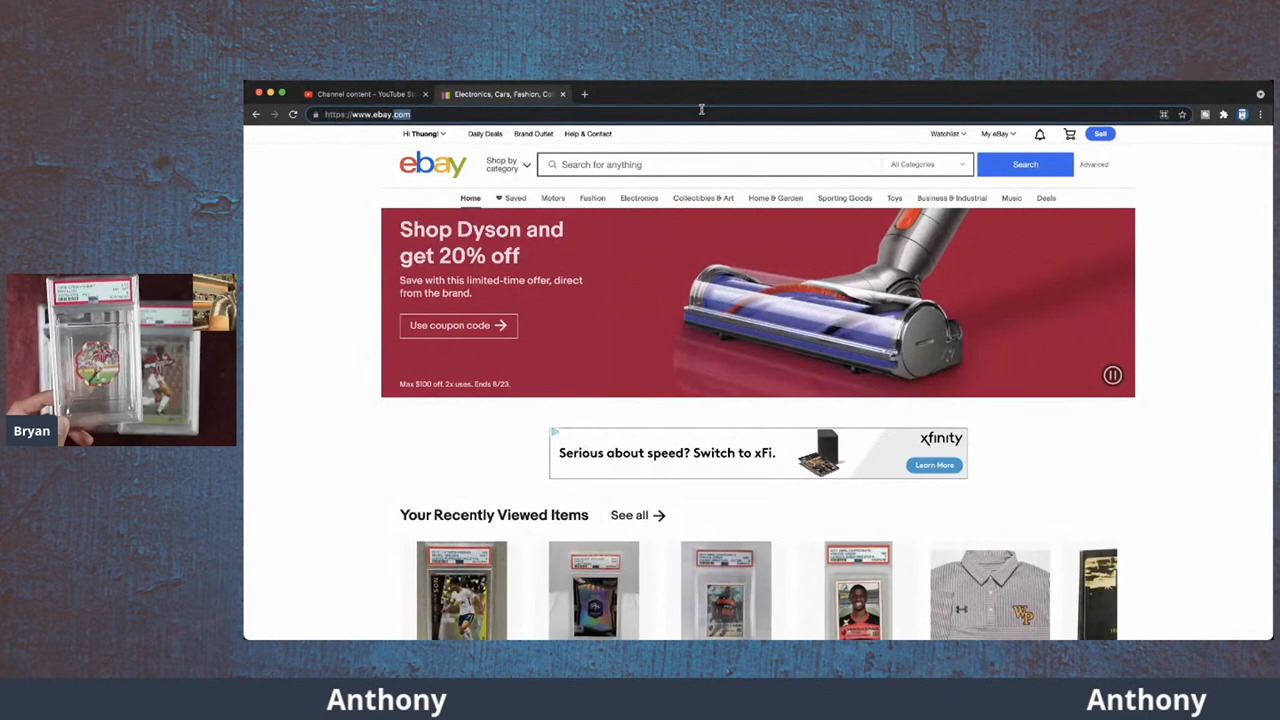 Channel content - YouTube St
Electronics, Cars, Fashion, Col
https://www.ebay.com
Hi Thuong!
Daily Deals
Brand Outlet
Help & Contact
Watchlist
My eBay
Sell
ebay
Shop by
category
Search for anything
All Categories
Search
Advanced
Home
Saved
Motors
Fashion
Electronics
Collectibles & Art
Home & Garden
Sporting Goods
Toys
Business & Industrial
Music
Deals
Shop Dyson and
get 20% off
Save with this limited-time offer, direct
from the brand.
Use coupon code
Max $100 off, 2x uses. Ends 8/23.
Serious about speed? Switch to xFi.
xfinity
Learn More
Your Recently Viewed Items
See all
WP
Bryan
Anthony
Anthony